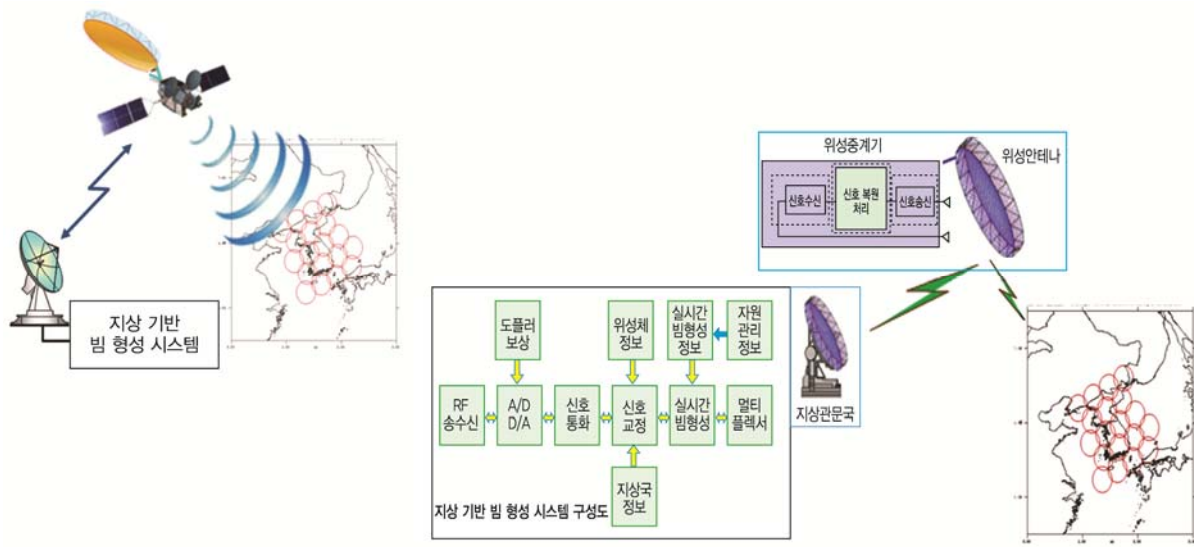 지상 기반
빔 형성 시스템
위성중계기
위성안테나
신호수신
신호 복원
처리
신호송신
지상관문국
도플러
보상
위성체
정보
실시간
빔형성
정보
자원
관리
정보
RF
송수신
A/D
D/A
신호
통화
신호
교정
실시간
빔형성
멀티
플렉서
지상국
정보
지상 기반 빔 형성 시스템 구성도